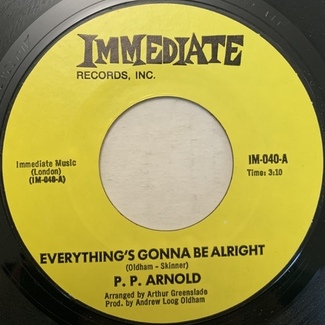 IMMEDIATE
RECORDS, INC.
Immediate Music
(London)
(IM-040-A)
IM-040-A
Time: 3:10
EVERYTHING'S GONNA BE ALRIGHT
(Oldham - Skinner)
P. P. ARNOLD
Arranged by Arthur Greenslade
Prod. by Andrew Loog Oldham